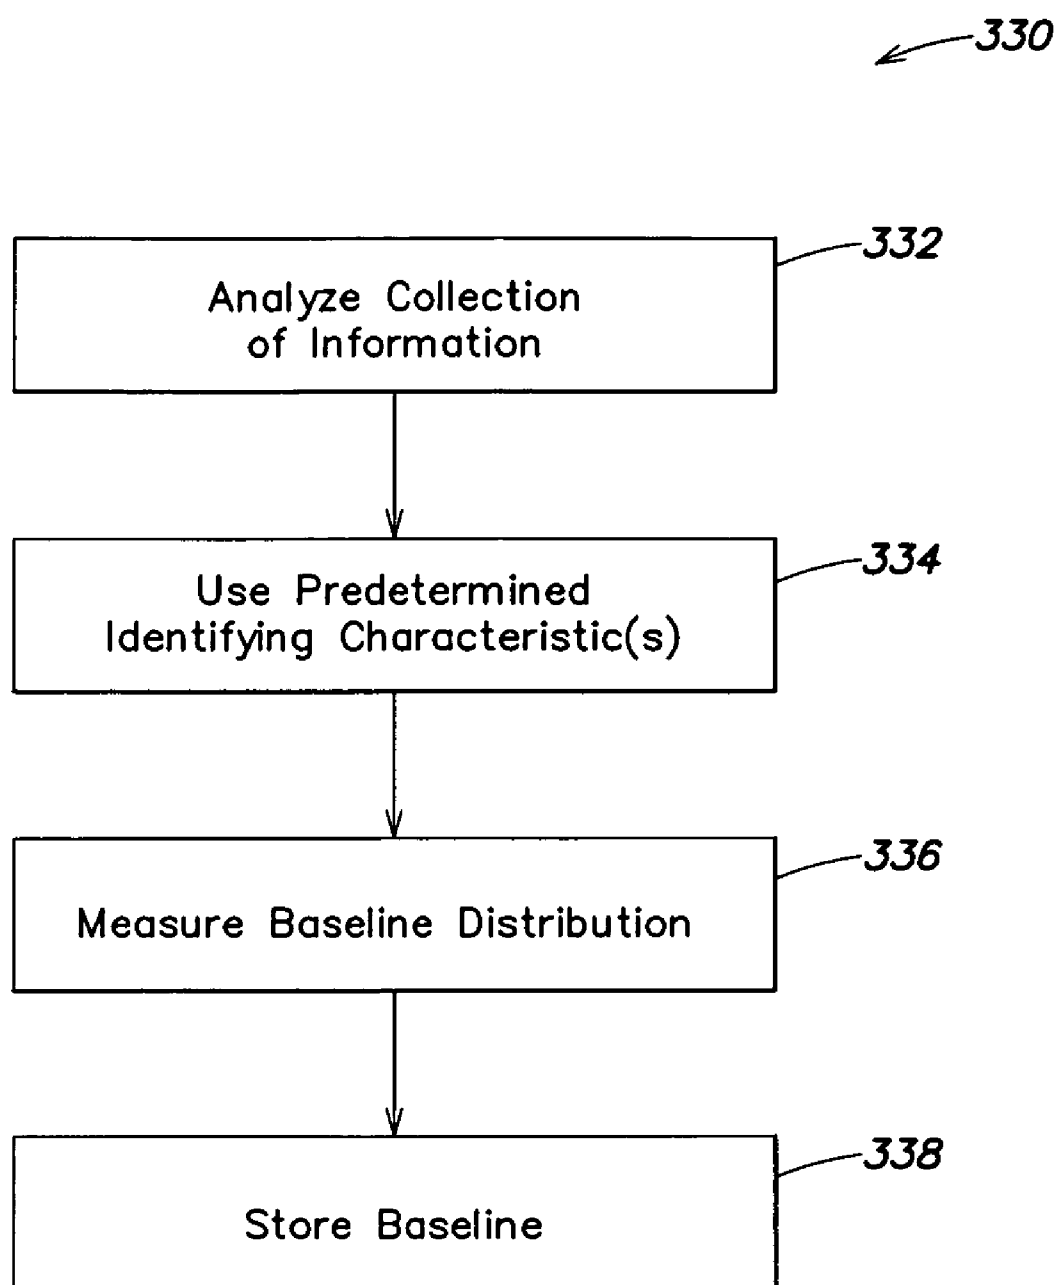 330
332
Analyze Collection
of Information
334
Use Predetermined
Identifying Characteristic(s)
336
Measure Baseline Distribution
338
Store Baseline